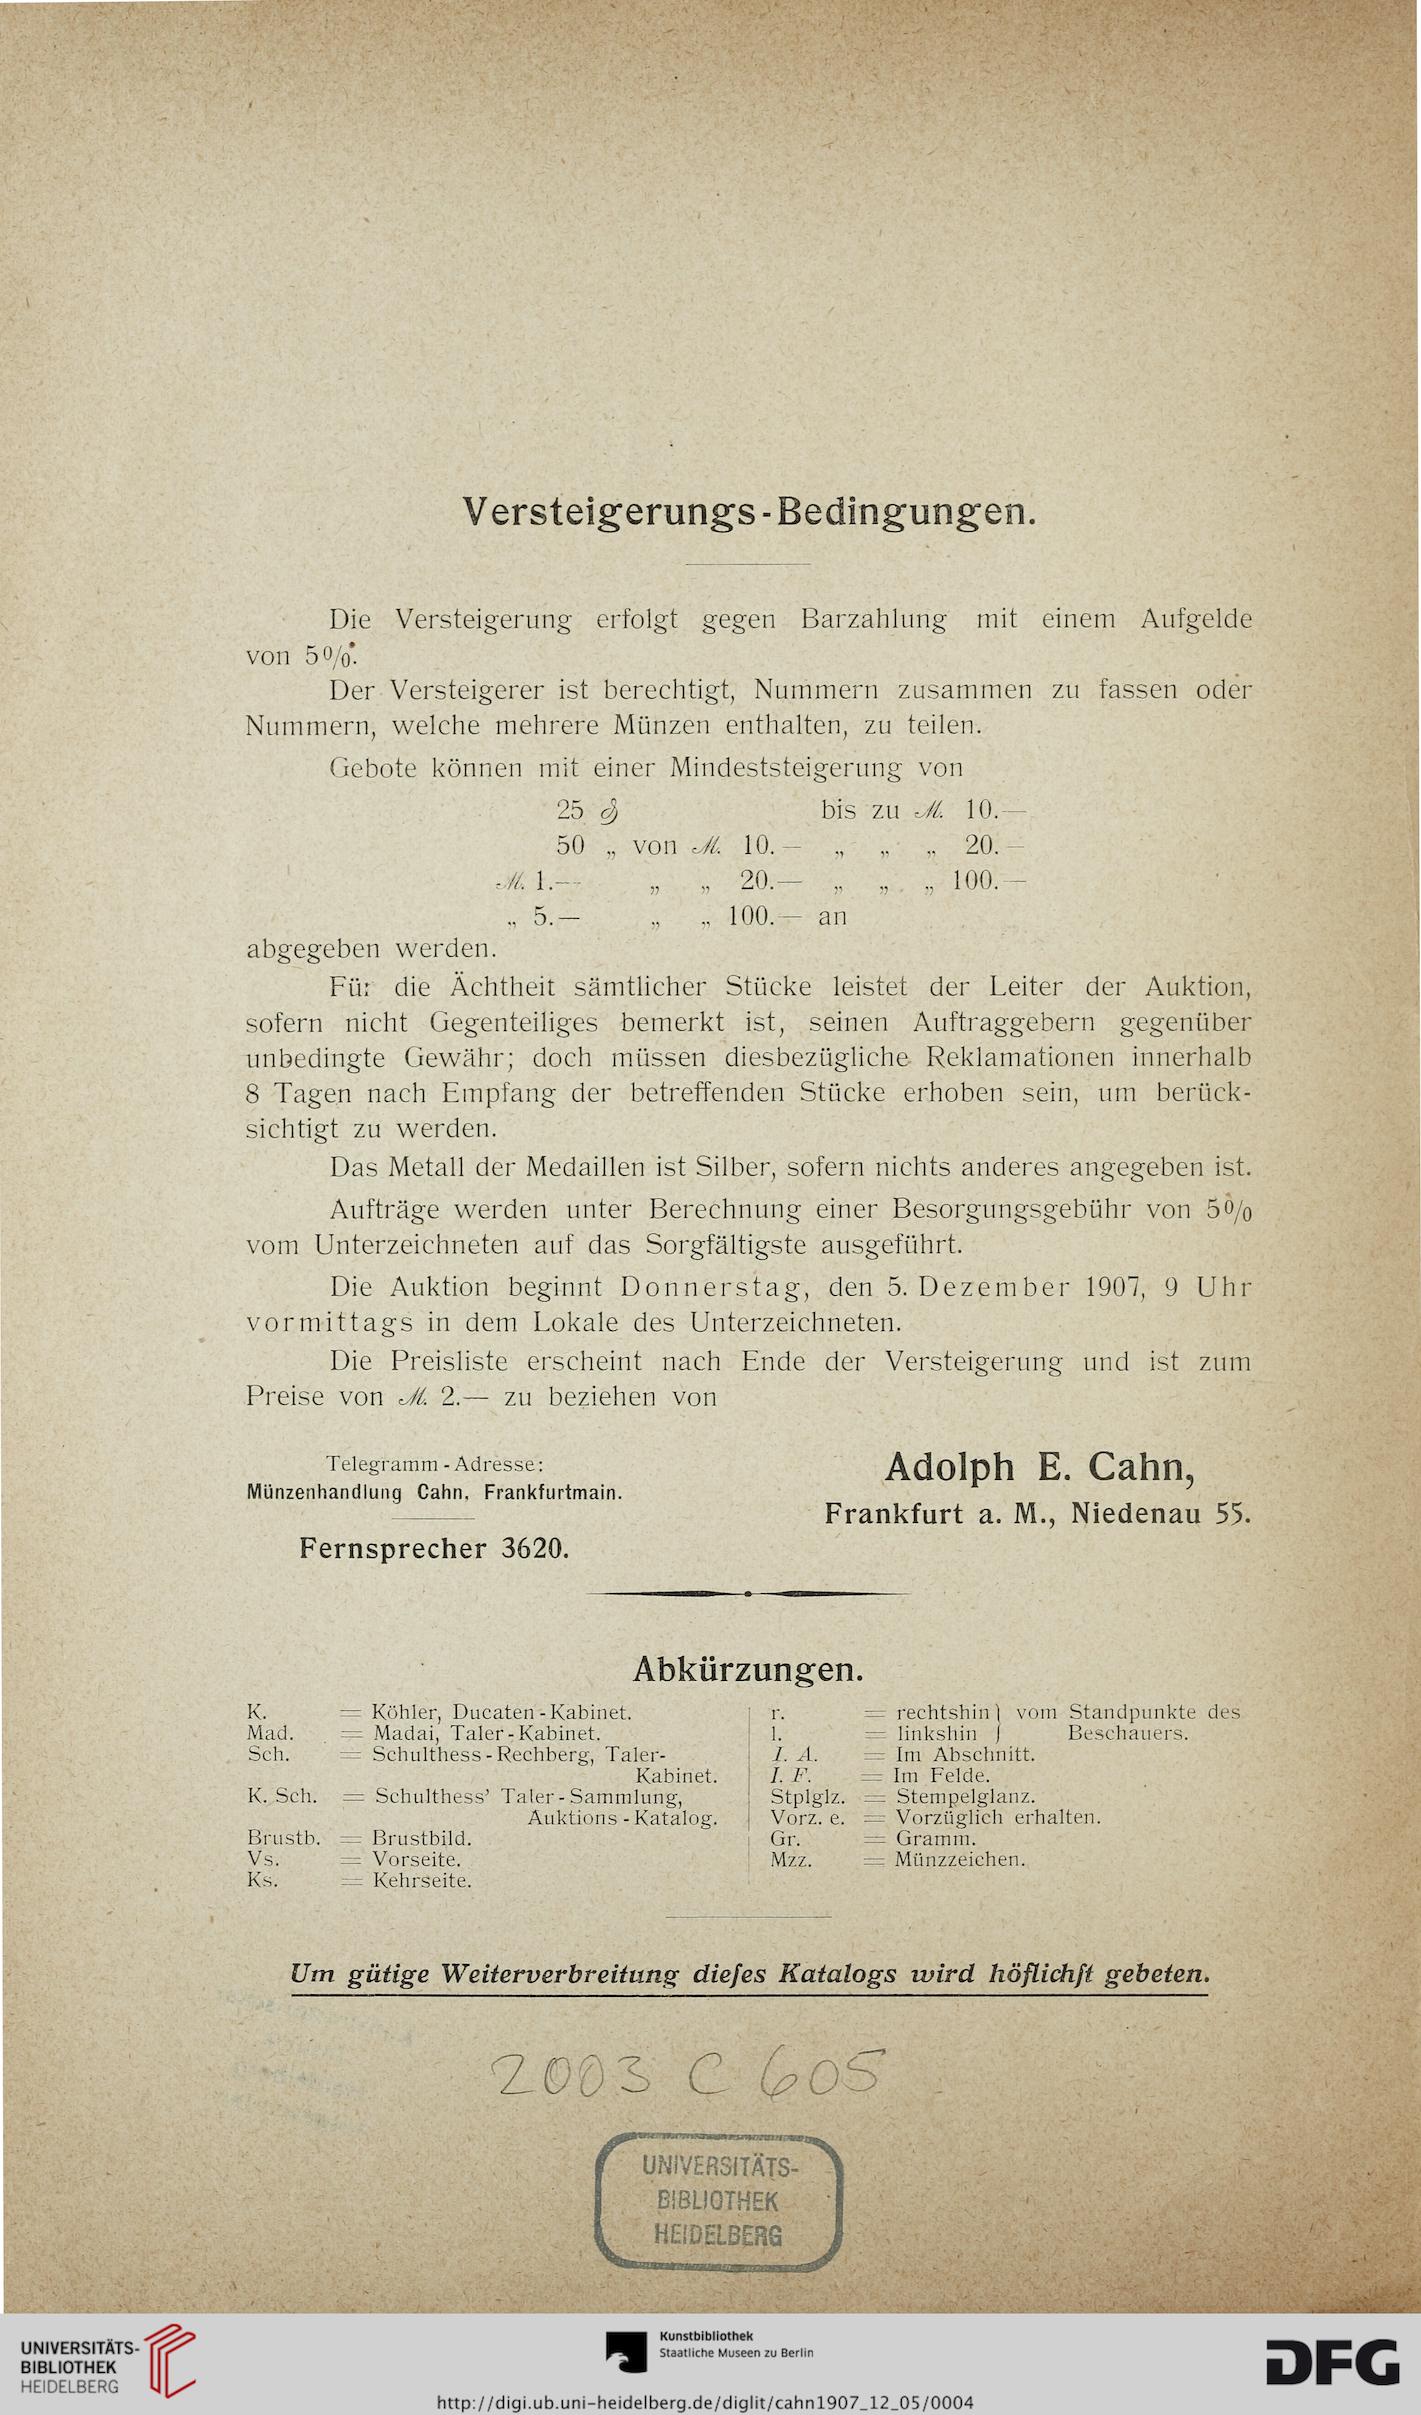 Versteigerungs-Bedingungen.
Die Versteigerung erfolgt gegen Barzahlung mit einem Aufgelde
von 5%.
Der Versteigerer ist berechtigt, Nummern zusammen zu fassen oder
Nummern, welche mehrere Münzen enthalten, zu teilen.
Gebote können mit einer Mindeststeigerung von
25 ₰ bis zu ℳ. 10.—
50 „ von ℳ. 10.— „ „ „ 20.—
ℳ. 1.— „ „ 20.— „ „ „ 100.—
„ 5.— „ „ 100.— an
abgegeben werden.
Für die Ächtheit sämtlicher Stücke leistet der Leiter der Auktion,
sofern nicht Gegenteiliges bemerkt ist, seinen Auftraggebern gegenüber
unbedingte Gewähr; doch müssen diesbezügliche Reklamationen innerhalb
8 Tagen nach Empfang der betreffenden Stücke erhoben sein, um berück-
sichtigt zu werden.
Das Metall der Medaillen ist Silber, sofern nichts anderes angegeben ist.
Aufträge werden unter Berechnung einer Besorgungsgebühr von 5%
vom Unterzeichneten auf das Sorgfältigste ausgeführt.
Die Auktion beginnt Donnerstag, den 5. Dezember 1907, 9 Uhr
vormittags in dem Lokale des Unterzeichneten.
Die Preisliste erscheint nach Ende der Versteigerung und ist zum
Preise von ℳ. 2.— zu beziehen von
Telegramm-Adresse:
Münzenhandlung Cahn, Frankfurtmain.
Fernsprecher 3620.
Adolph E. Cahn,
Frankfurt a. M., Niedenau 55.
Abkürzungen.
K. = Köhler, Ducaten-Kabinet.
Mad. = Madai, Taler-Kabinet.
Sch. = Schulthess-Rechberg, Taler-
Kabinet.
K. Sch. = Schulthess' Taler-Sammlung,
Auktions-Katalog.
Brustb. = Brustbild.
Vs. = Vorseite.
Ks. = Kehrseite.
r. = rechtshin } vom Standpunkte des
l. = linkshin } Beschauers.
I. A. = Im Abschnitt.
I. F. = Im Felde.
Stplglz. = Stempelglanz.
Vorz. e. = Vorzüglich erhalten.
Gr. = Gramm.
Mzz. = Münzzeichen.
Um gütige Weiterverbreitung dieſes Katalogs wird höflichſt gebeten.
2003 C 605
UNIVERSITÄTS-
BIBLIOTHEK
HEIDELBERG
UNIVERSITÄTS-
BIBLIOTHEK
HEIDELBERG
Kunstbibliothek
Staatliche Museen zu Berlin
DFG
http://digi.ub.uni-heidelberg.de/diglit/cahn1907_12_05/0004